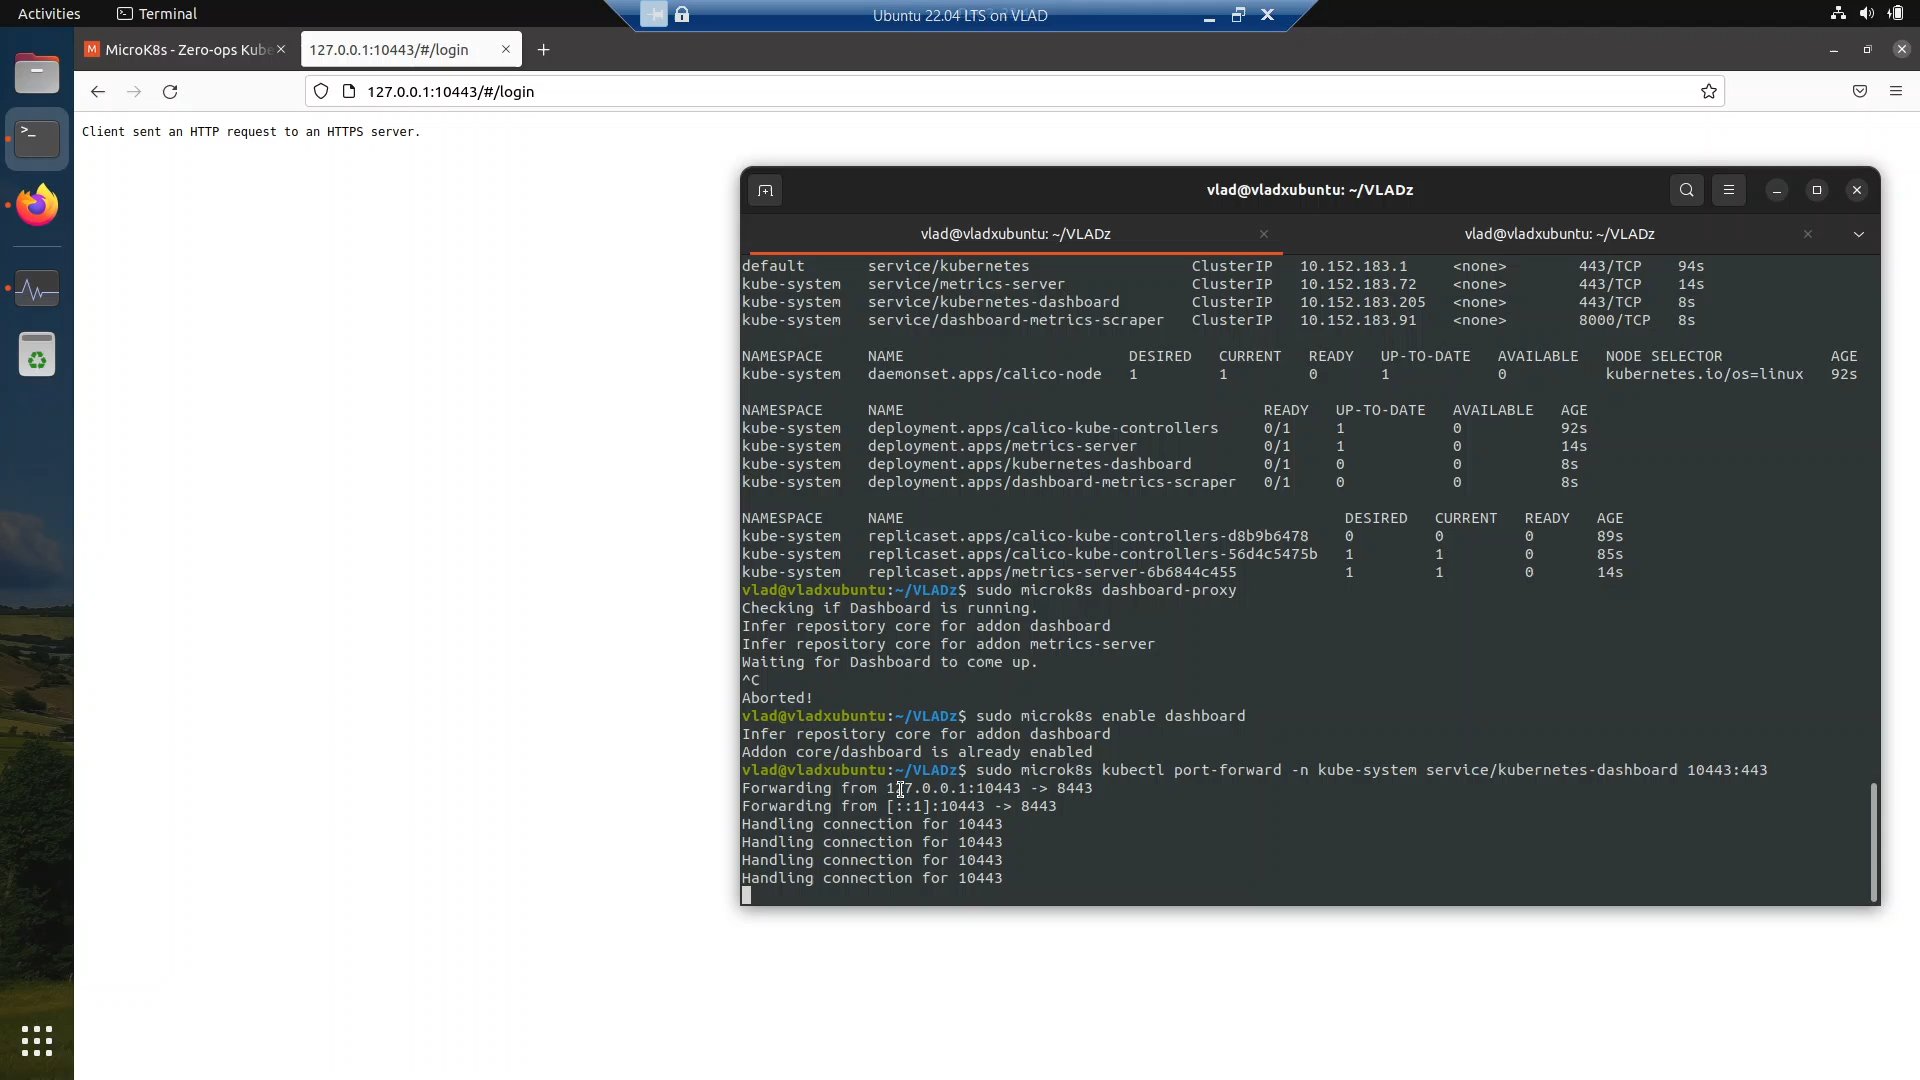 Activities
Terminal
Ubuntu 22.04 LTS on VLAD
MicroK8s - Zero-ops Kube
127.0.0.1:10443/#/login
127.0.0.1:10443/#/login
Client sent an HTTP request to an HTTPS server.
vlad@vladxubuntu: ~/VLADz
vlad@vladxubuntu: ~/VLADz
vlad@vladxubuntu: ~/VLADz
default service/kubernetes ClusterIP 10.152.183.1 <none> 443/TCP 94s
kube-system service/metrics-server ClusterIP 10.152.183.72 <none> 443/TCP 14s
kube-system service/kubernetes-dashboard ClusterIP 10.152.183.205 <none> 443/TCP 8s
kube-system service/dashboard-metrics-scraper ClusterIP 10.152.183.91 <none> 8000/TCP 8s
NAMESPACE NAME DESIRED CURRENT READY UP-TO-DATE AVAILABLE NODE SELECTOR AGE
kube-system daemonset.apps/calico-node 1 1 0 1 0 kubernetes.io/os=linux 92s
NAMESPACE NAME READY UP-TO-DATE AVAILABLE AGE
kube-system deployment.apps/calico-kube-controllers 0/1 1 0 92s
kube-system deployment.apps/metrics-server 0/1 1 0 14s
kube-system deployment.apps/kubernetes-dashboard 0/1 0 0 8s
kube-system deployment.apps/dashboard-metrics-scraper 0/1 0 0 8s
NAMESPACE NAME DESIRED CURRENT READY AGE
kube-system replicaset.apps/calico-kube-controllers-d8b9b6478 0 0 0 89s
kube-system replicaset.apps/calico-kube-controllers-56d4c5475b 1 1 0 85s
kube-system replicaset.apps/metrics-server-6b6844c455 1 1 0 14s
vlad@vladxubuntu:~/VLADz$ sudo microk8s dashboard-proxy
Checking if Dashboard is running.
Infer repository core for addon dashboard
Infer repository core for addon metrics-server
Waiting for Dashboard to come up.
^C
Aborted!
vlad@vladxubuntu:~/VLADz$ sudo microk8s enable dashboard
Infer repository core for addon dashboard
Addon core/dashboard is already enabled
vlad@vladxubuntu:~/VLADz$ sudo microk8s kubectl port-forward -n kube-system service/kubernetes-dashboard 10443:443
Forwarding from 127.0.0.1:10443 -> 8443
Forwarding from [::1]:10443 -> 8443
Handling connection for 10443
Handling connection for 10443
Handling connection for 10443
Handling connection for 10443